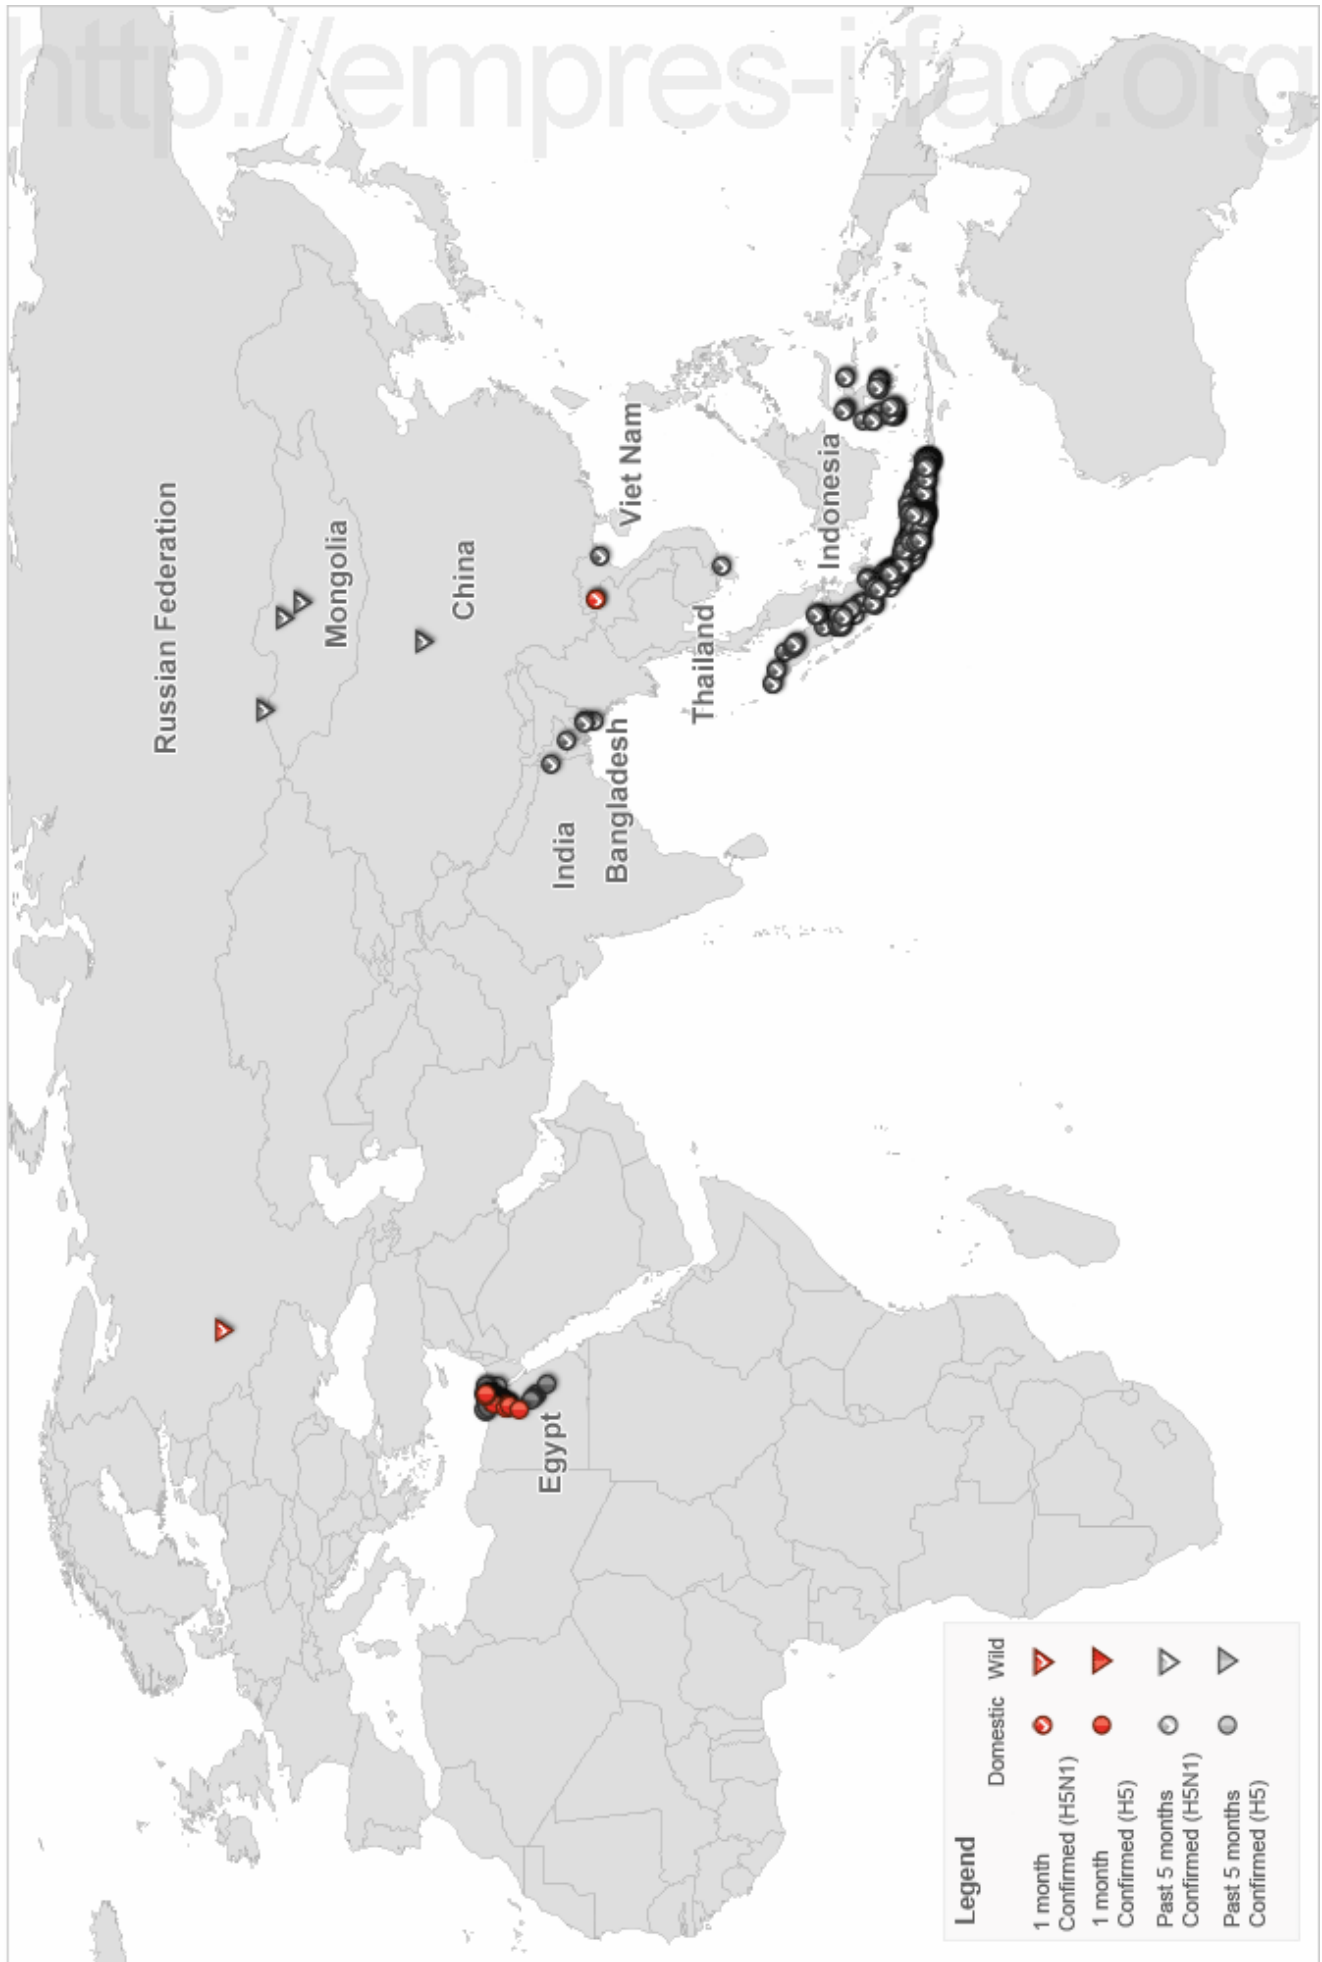 http://empres-i.fao.org
Russian Federation
Mongolia
China
Viet Nam
India
Bangladesh
Thailand
Indonesia
Egypt
Legend
Domestic Wild
1 month
Confirmed (H5N1)
1 month
Confirmed (H5)
Past 5 months
Confirmed (H5N1)
Past 5 months
Confirmed (H5)